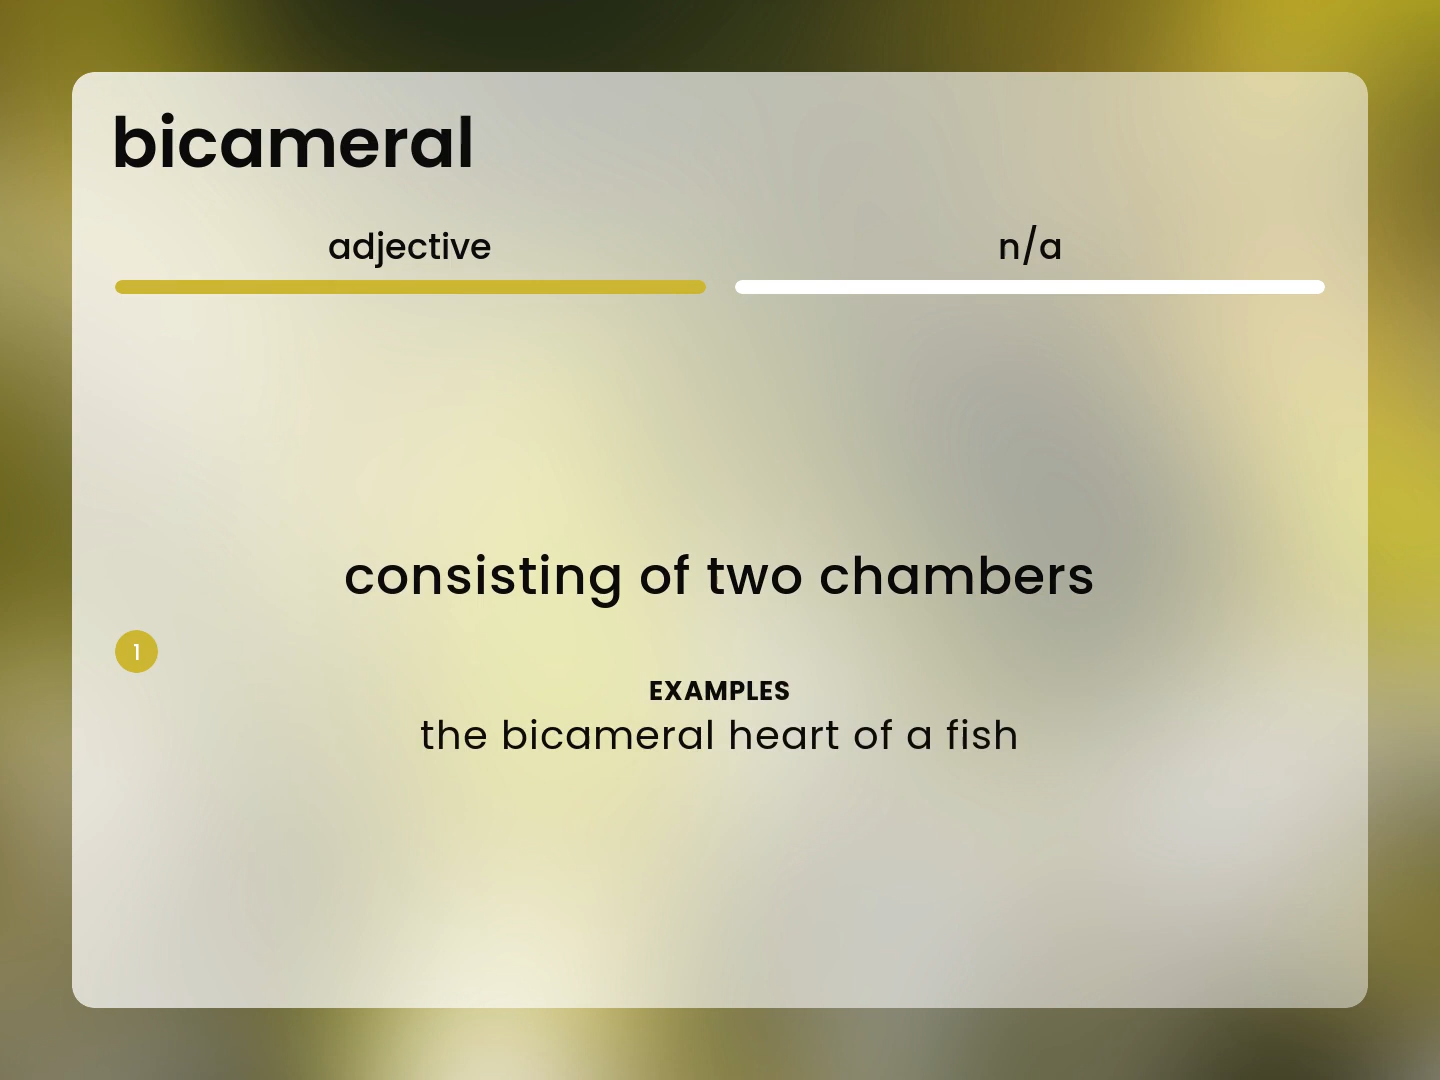 bicameral
adjective
n/a
consisting of two chambers
1
EXAMPLES
the bicameral heart of a fish